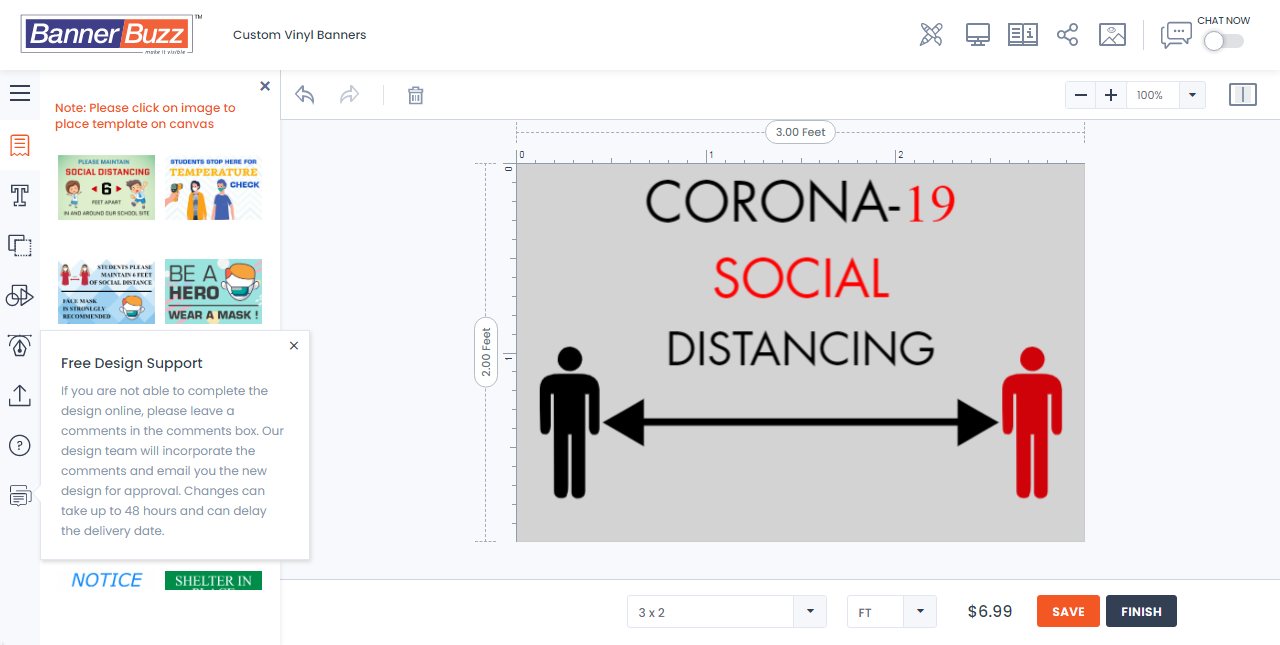 BannerBuzz™
make it visible
Custom Vinyl Banners
CHAT NOW
Note: Please click on image to
place template on canvas
100%
PLEASE MAINTAIN
SOCIAL DISTANCING
6
FEET APART
IN AND AROUND OUR SCHOOL SITE
STUDENTS STOP HERE FOR
TEMPERATURE
CHECK
STUDENTS PLEASE
MAINTAIN 6 FEET
OF SOCIAL DISTANCE
FACE MASK
IS STRONLGLY
RECOMMENDED
BE A
HERO
WEAR A MASK !
Free Design Support
If you are not able to complete the
design online, please leave a
comments in the comments box. Our
design team will incorporate the
comments and email you the new
design for approval. Changes can
take up to 48 hours and can delay
the delivery date.
NOTICE
SHELTER IN
PLACE
3.00 Feet
0 1 2
0
2.00 Feet
1
CORONA-19
SOCIAL
DISTANCING
3 x 2
FT
$6.99
SAVE
FINISH